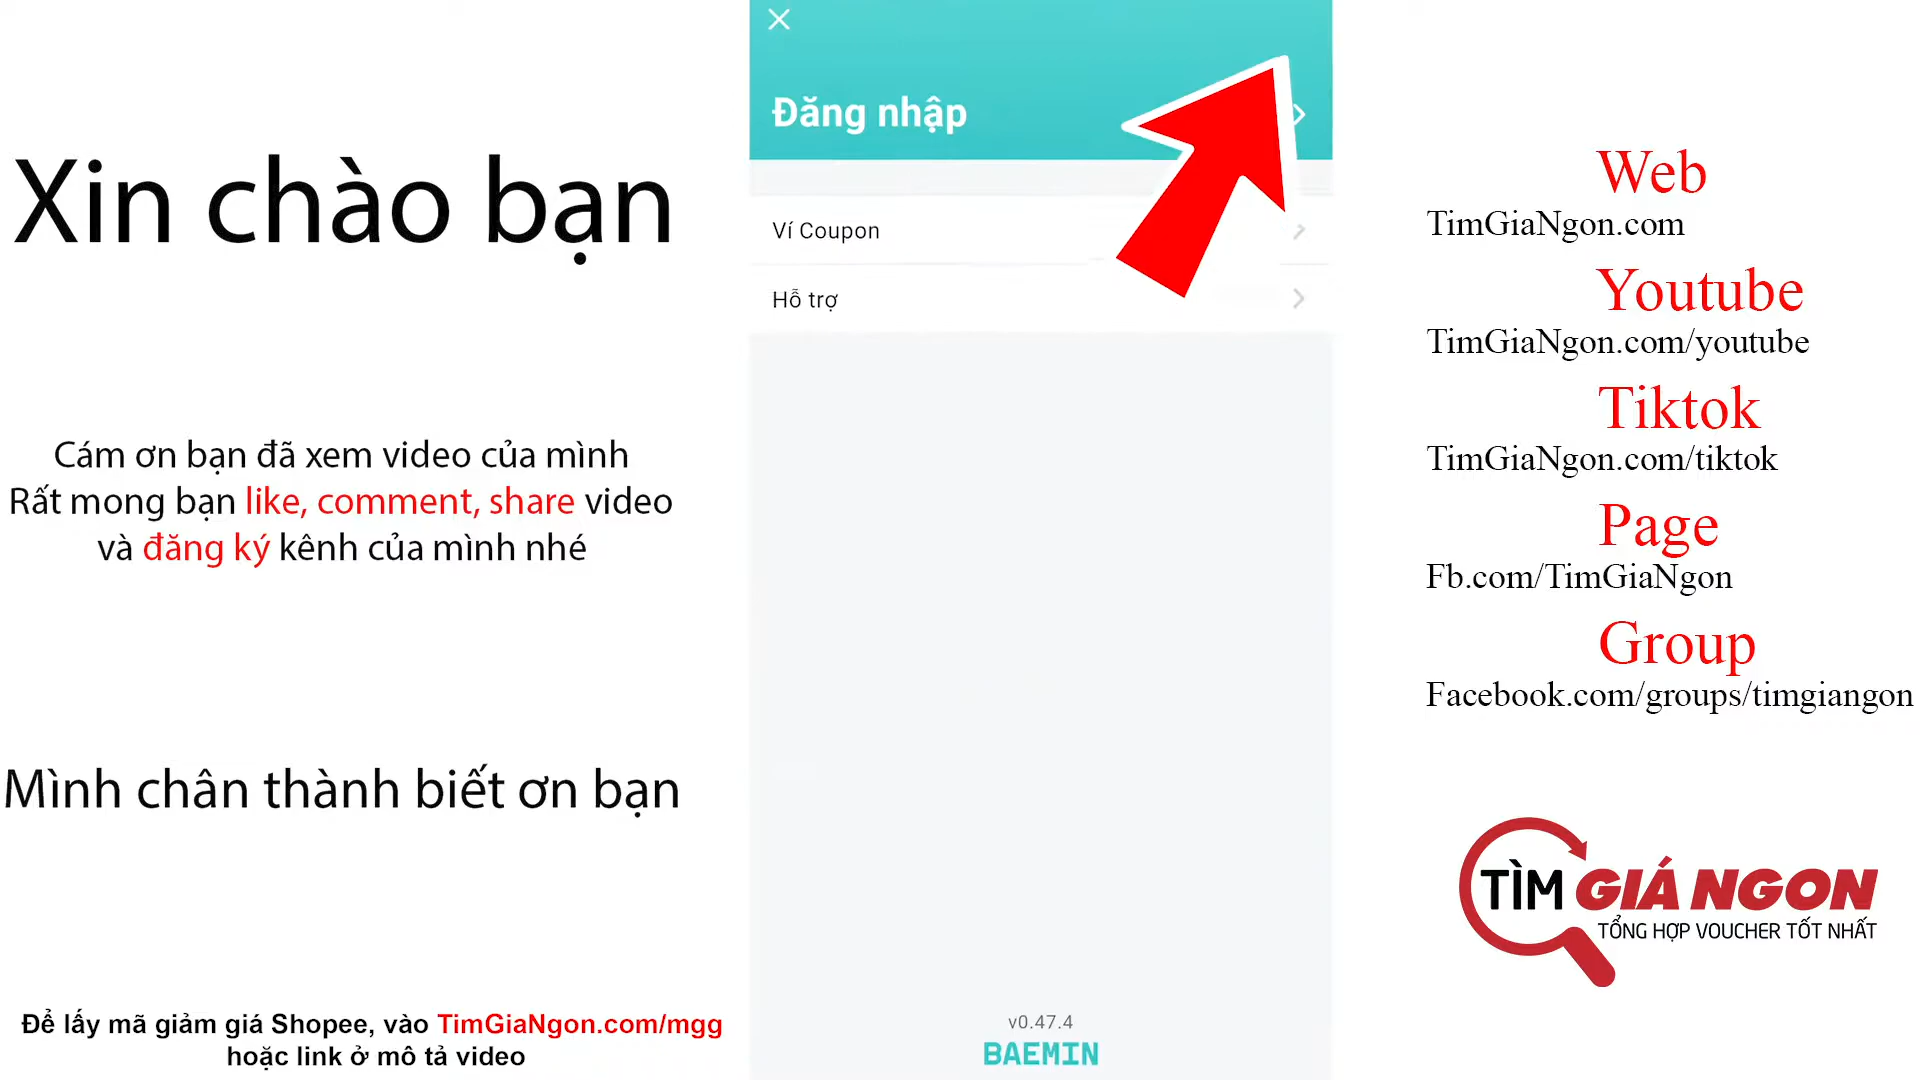 Xin chào bạn
Cám ơn bạn đã xem video của mình
Rất mong bạn like, comment, share video
và đăng ký kênh của mình nhé
Mình chân thành biết ơn bạn
Để lấy mã giảm giá Shopee, vào TimGiaNgon.com/mgg
hoặc link ở mô tả video
Đăng nhập
Ví Coupon
Hỗ trợ
v0.47.4
BAEMIN
Web
TimGiaNgon.com
Youtube
TimGiaNgon.com/youtube
Tiktok
TimGiaNgon.com/tiktok
Page
Fb.com/TimGiaNgon
Group
Facebook.com/groups/timgiangon
TÌM GIÁ NGON
TỔNG HỢP VOUCHER TỐT NHẤT